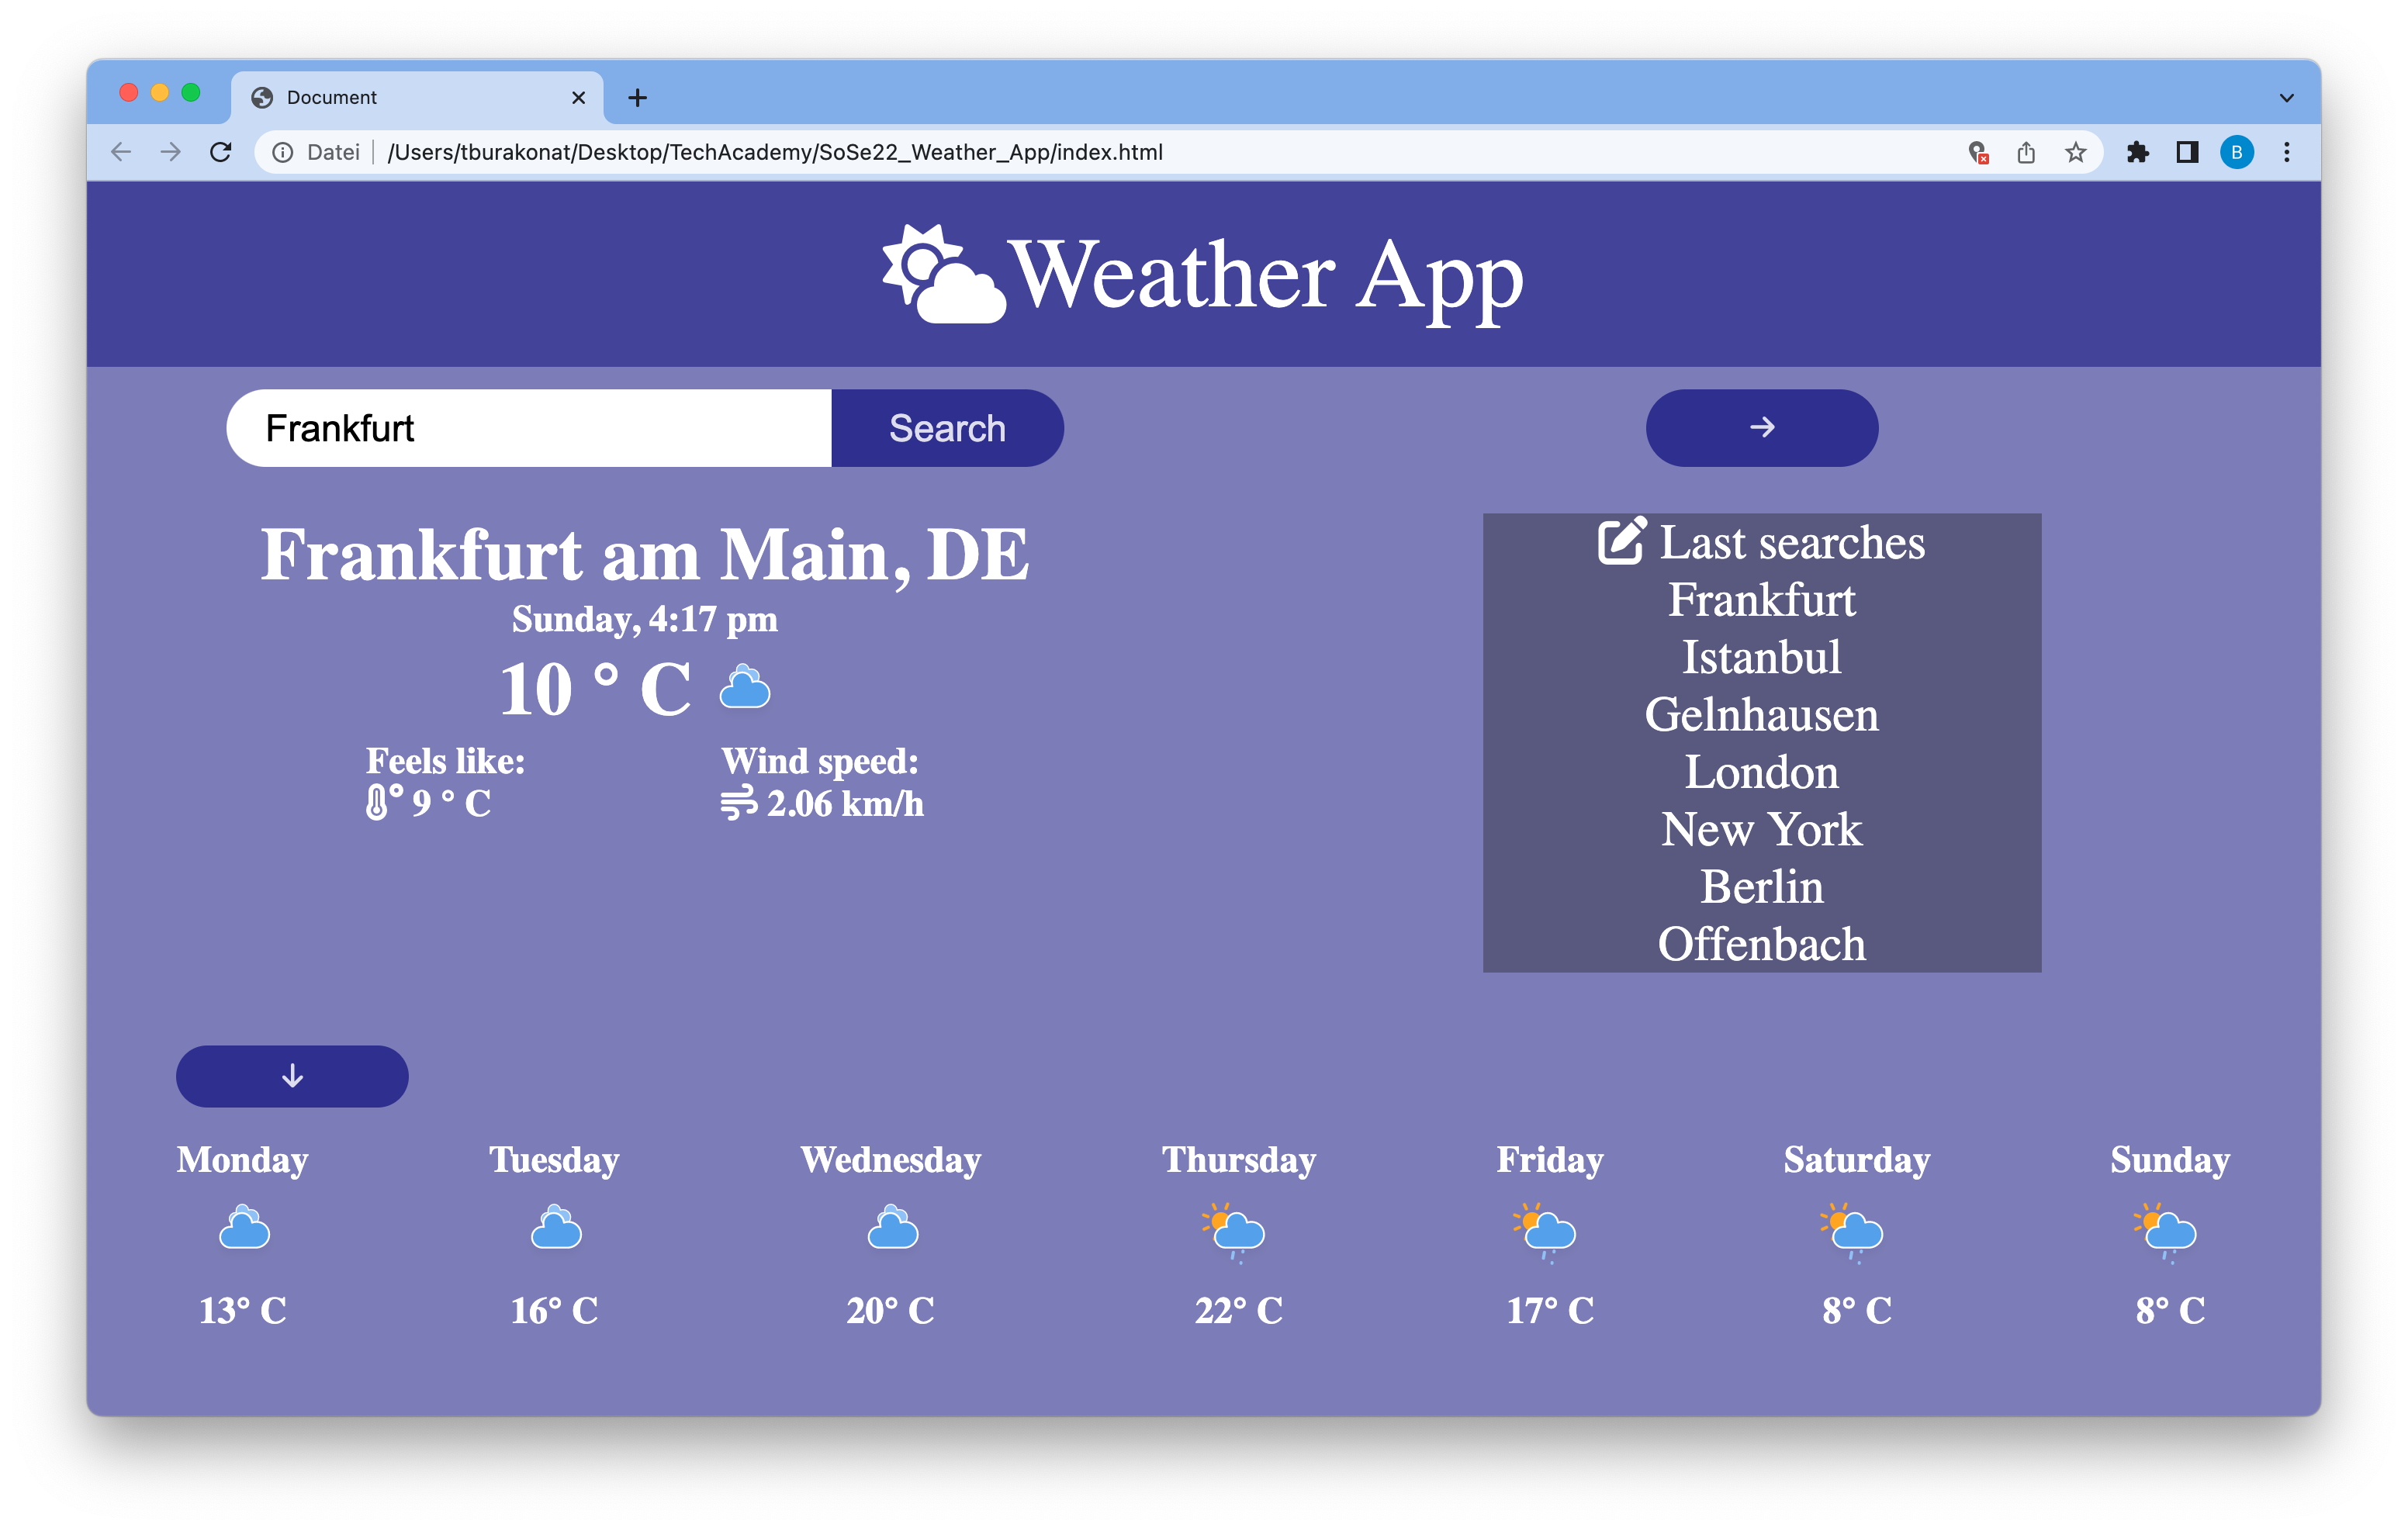 Document
Datei /Users/tburakonat/Desktop/TechAcademy/SoSe22_Weather_App/index.html
B
Weather App
Frankfurt
Search
Frankfurt am Main, DE
Sunday, 4:17 pm
10 ° C
Feels like:
9 ° C
Wind speed:
2.06 km/h
Last searches
Frankfurt
Istanbul
Gelnhausen
London
New York
Berlin
Offenbach
Monday Tuesday Wednesday Thursday Friday Saturday Sunday
13° C 16° C 20° C 22° C 17° C 8° C 8° C